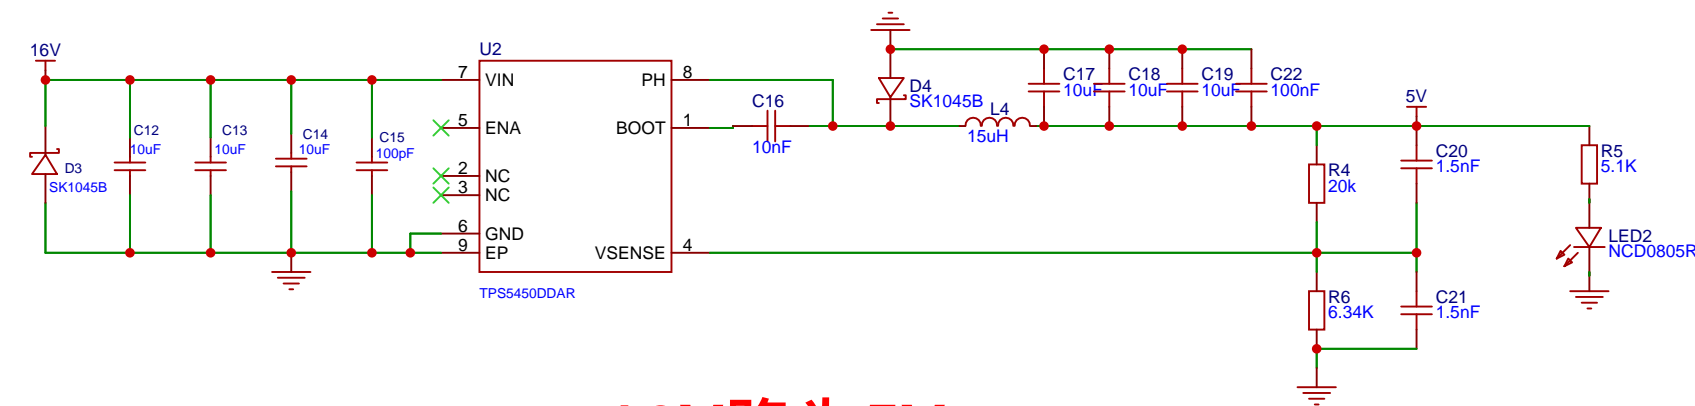 16V
D3
SK1045B
C12
10uF
C13
10uF
C14
10uF
C15
100pF
U2
7 VIN
5 ENA
2 NC
3 NC
6 GND
9 EP
PH 8
BOOT 1
VSENSE 4
TPS5450DDAR
C16
10nF
D4
SK1045B
L4
15uH
C17
10uF
C18
10uF
C19
10uF
C22
100nF
5V
R4
20k
C20
1.5nF
R6
6.34K
C21
1.5nF
R5
5.1K
LED2
NCD0805R